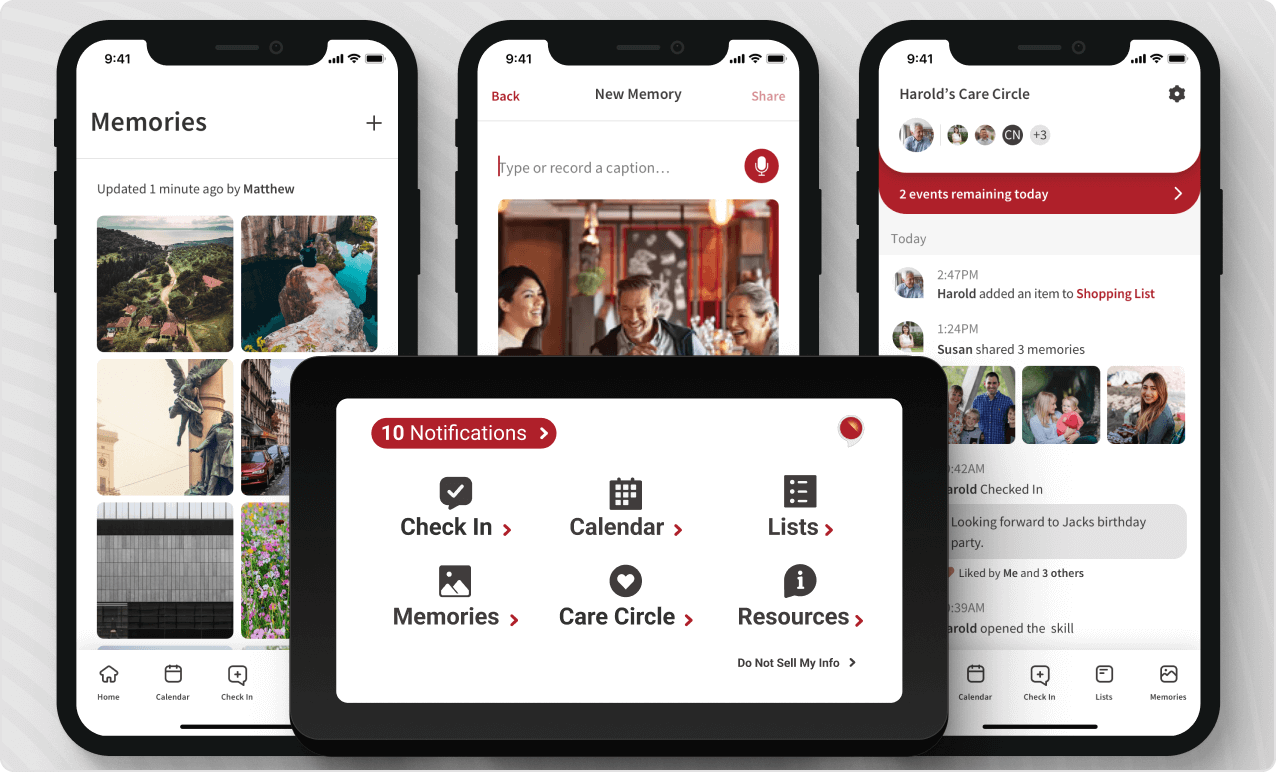 9:41
Memories
Updated 1 minute ago by Matthew
Home
Calendar
Check In
9:41
Back
New Memory
Share
Type or record a caption...
9:41
Harold's Care Circle
CN
+3
2 events remaining today
Today
2:47PM
Harold added an item to Shopping List
1:24PM
Susan shared 3 memories
:42AM
arold Checked In
Looking forward to Jacks birthday
party.
Liked by Me and 3 others
:39AM
arold opened the skill
Calendar
Check In
Lists
Memories
10 Notifications
Check In
Calendar
Lists
Memories
Care Circle
Resources
Do Not Sell My Info